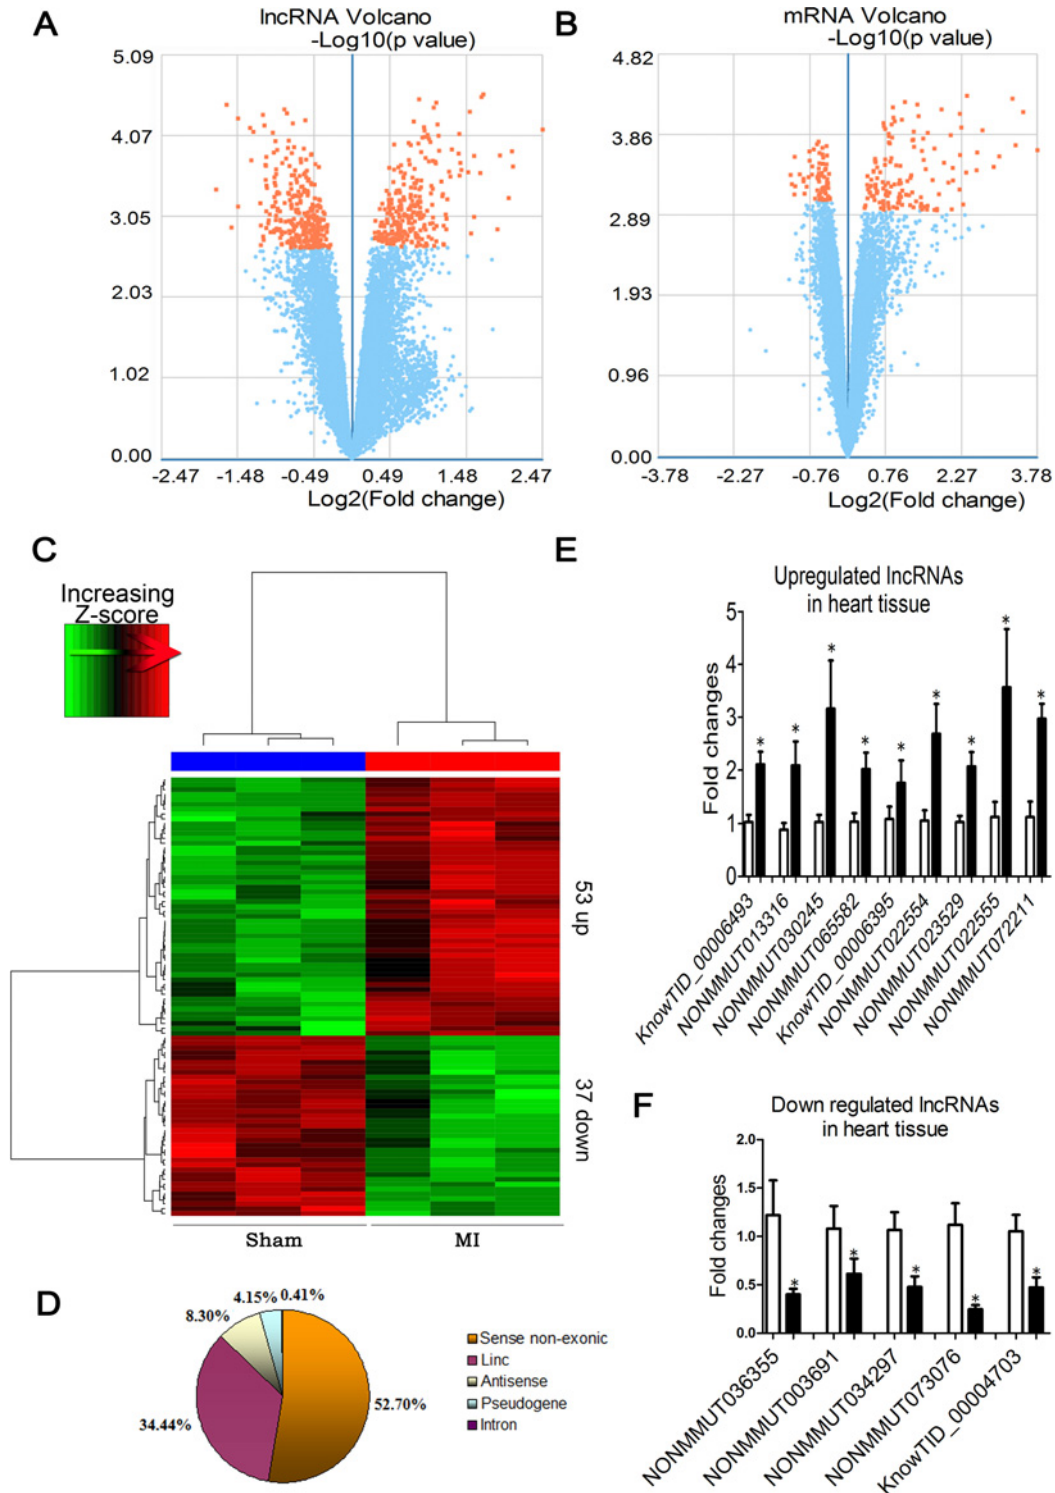 A
lncRNA Volcano
-Log10(p value)
5.09
4.07
3.05
2.03
1.02
0.00
-2.47 -1.48 -0.49 0.49 1.48 2.47
Log2(Fold change)
B
mRNA Volcano
-Log10(p value)
4.82
3.86
2.89
1.93
0.96
0.00
-3.78 -2.27 -0.76 0.76 2.27 3.78
Log2(Fold change)
C
Increasing
Z-score
53 up
37 down
Sham MI
D
8.30% 4.15% 0.41%
34.44%
52.70%
Sense non-exonic
Linc
Antisense
Pseudogene
Intron
E
Upregulated lncRNAs
in heart tissue
Fold changes
5
4
3
2
1
0
* * * * * * * * *
KnowTID_00006493
NONMMUT013316
NONMMUT030245
NONMMUT065582
KnowTID_00006395
NONMMUT022554
NONMMUT023529
NONMMUT022555
NONMMUT072211
F
Down regulated lncRNAs
in heart tissue
Fold changes
2.0
1.5
1.0
0.5
0.0
* * * * *
NONMMUT036355
NONMMUT003691
NONMMUT034297
NONMMUT073076
KnowTID_00004703